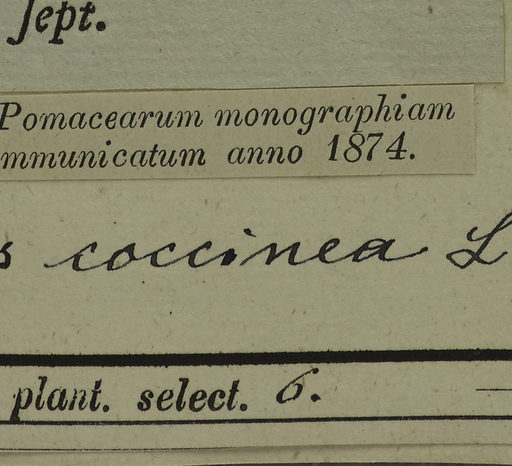 Sept.
Pomacearum monographiam
mmunicatum anno 1874.
s coccinea L
plant. select. 6.